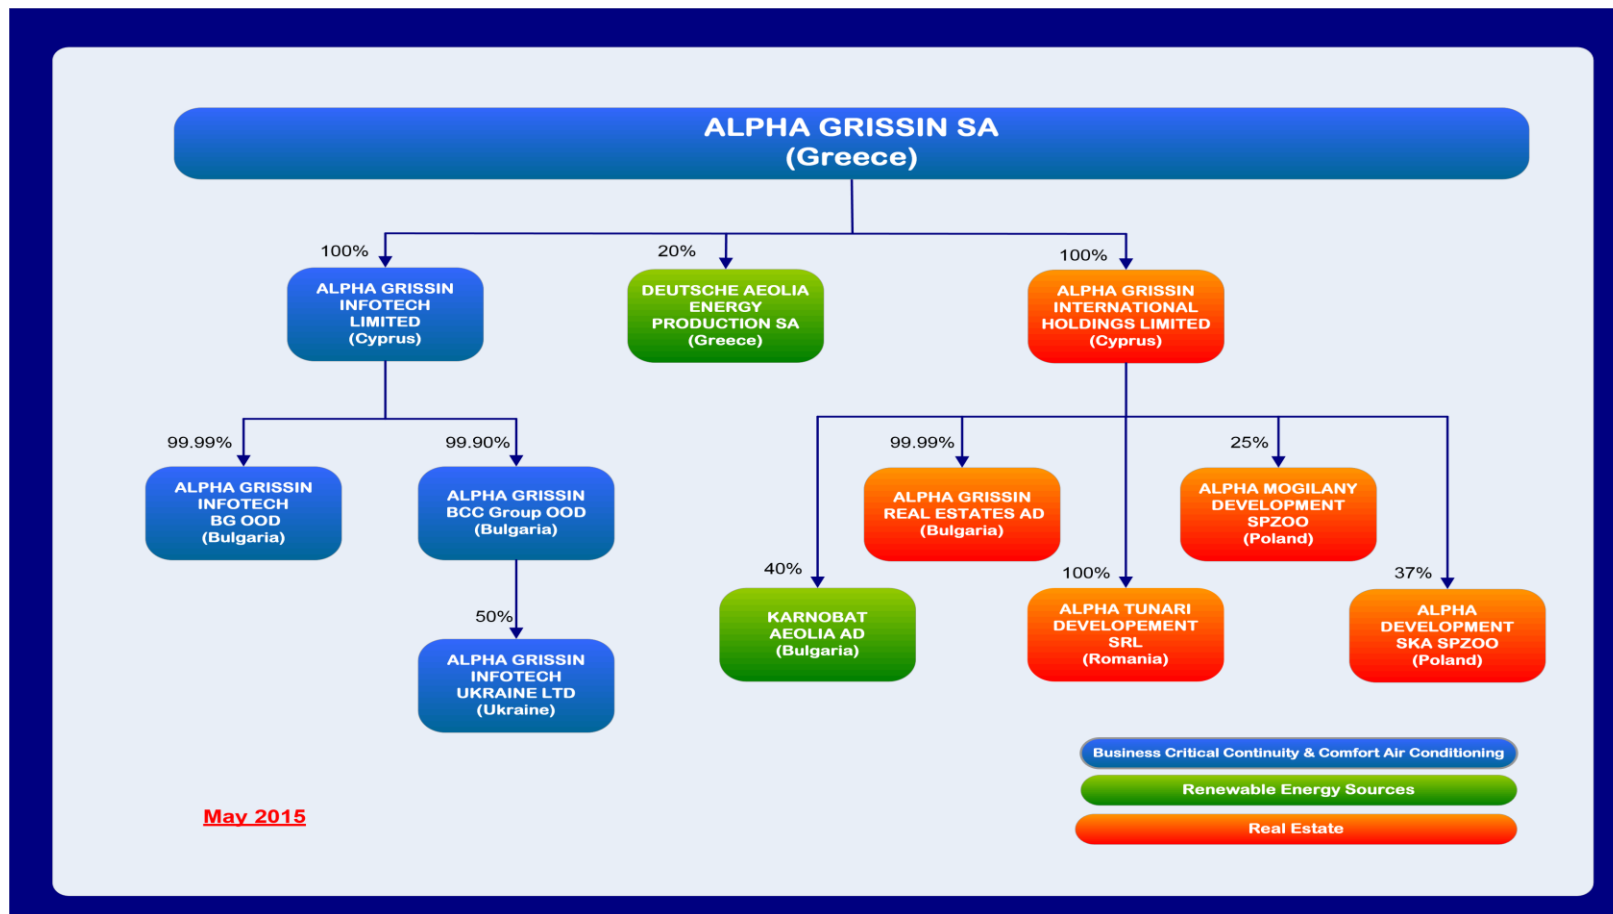 ALPHA GRISSIN SA
(Greece)
100%
20%
100%
ALPHA GRISSIN
INFOTECH
LIMITED
(Cyprus)
DEUTSCHE AEOLIA
ENERGY
PRODUCTION SA
(Greece)
ALPHA GRISSIN
INTERNATIONAL
HOLDINGS LIMITED
(Cyprus)
99.99%
99.90%
99.99%
25%
ALPHA GRISSIN
INFOTECH
BG OOD
(Bulgaria)
ALPHA GRISSIN
BCC Group OOD
(Bulgaria)
ALPHA GRISSIN
REAL ESTATES AD
(Bulgaria)
ALPHA MOGILANY
DEVELOPMENT
SPZOO
(Poland)
50%
40%
100%
37%
ALPHA GRISSIN
INFOTECH
UKRAINE LTD
(Ukraine)
KARNOBAT
AEOLIA AD
(Bulgaria)
ALPHA TUNARI
DEVELOPEMENT
SRL
(Romania)
ALPHA
DEVELOPMENT
SKA SPZOO
(Poland)
Business Critical Continuity & Comfort Air Conditioning
Renewable Energy Sources
Real Estate
May 2015